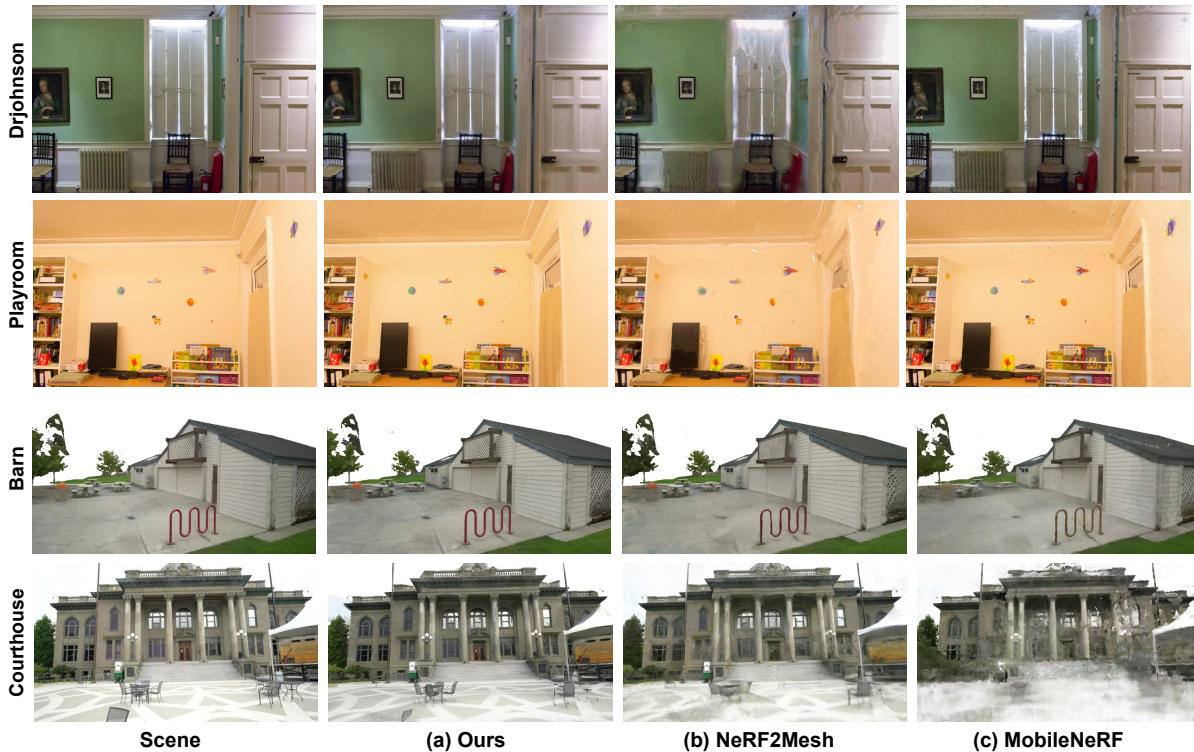 Drjohnson
Playroom
Barn
Courthouse
Scene
(a) Ours
(b) NeRF2Mesh
(c) MobileNeRF